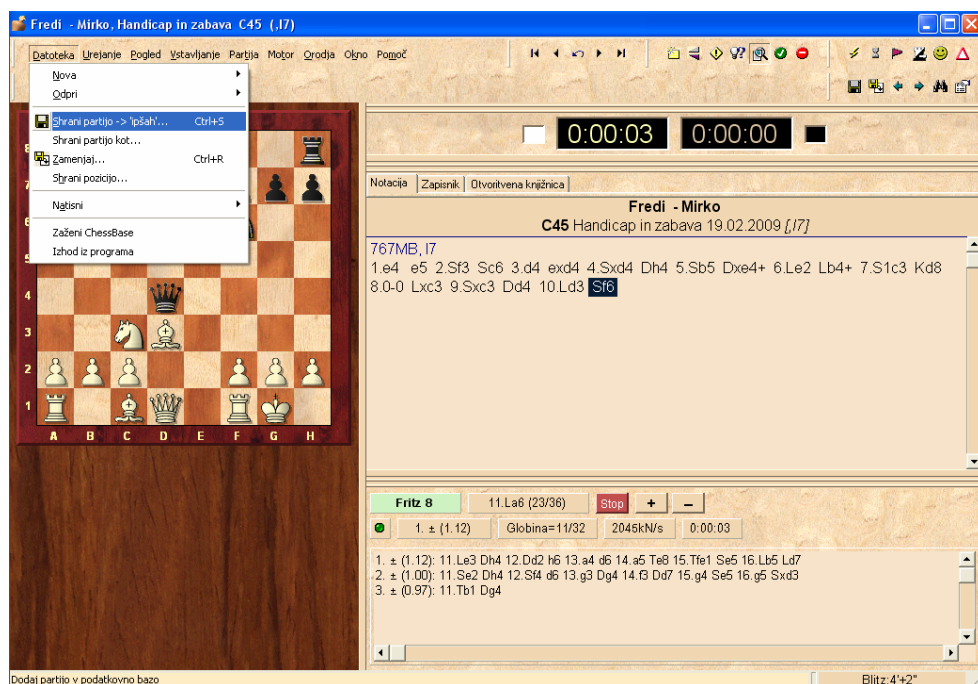 Fredi - Mirko, Handicap in zabava C45 (,I7)
Datoteka Urejanje Pogled Vstavljanje Partija Motor Orodja Okno Pomoč
Nova
Odpri
Shrani partijo -> 'ipšah'... Ctrl+S
Shrani partijo kot...
Zamenjaj... Ctrl+R
Shrani pozicijo...
Natisni
Zaženi ChessBase
Izhod iz programa
8
7
6
5
4
3
2
1
A B C D E F G H
0:00:03 0:00:00
Notacija Zapisnik Otvoritvena knjižnica
Fredi - Mirko
C45 Handicap in zabava 19.02.2009 [,I7]
767MB, I7
1.e4 e5 2.Sf3 Sc6 3.d4 exd4 4.Sxd4 Dh4 5.Sb5 Dxe4+ 6.Le2 Lb4+ 7.S1c3 Kd8
8.0-0 Lxc3 9.Sxc3 Dd4 10.Ld3 Sf6
Fritz 8 11.La6 (23/36) Stop + –
1. ± (1.12) Globina=11/32 2045kN/s 0:00:03
1. ± (1.12): 11.Le3 Dh4 12.Dd2 h6 13.a4 d6 14.a5 Te8 15.Tfe1 Se5 16.Lb5 Ld7
2. ± (1.00): 11.Se2 Dh4 12.Sf4 d6 13.g3 Dg4 14.f3 Dd7 15.g4 Se5 16.g5 Sxd3
3. ± (0.97): 11.Tb1 Dg4
Dodaj partijo v podatkovno bazo
Blitz:4'+2"